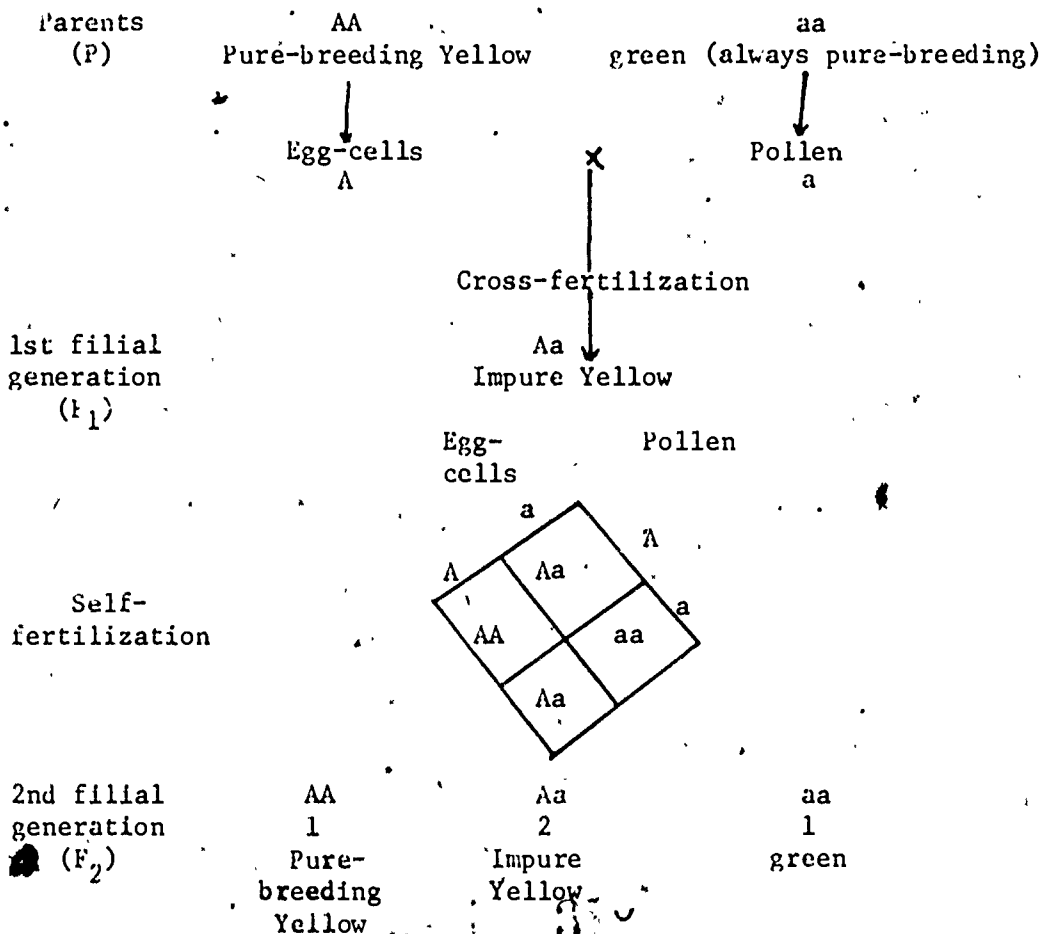 Parents AA aa
(P) Pure-breeding Yellow green (always pure-breeding)
Egg-cells x Pollen
A a
Cross-fertilization
1st filial Aa
generation Impure Yellow
(F1)
Egg- Pollen
cells
a
A
A Aa
a
Self-
fertilization AA aa
Aa
2nd filial AA Aa aa
generation 1 2 1
(F2) Pure- Impure green
breeding Yellow
Yellow